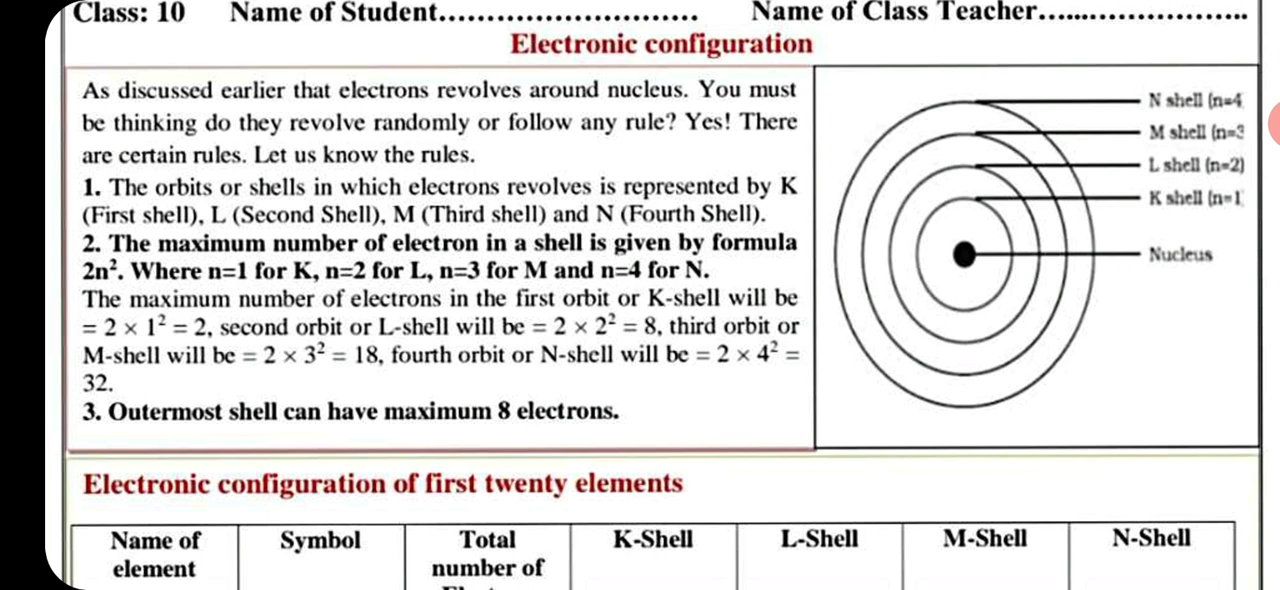 Class: 10 Name of Student............................ Name of Class Teacher.........................
Electronic configuration
As discussed earlier that electrons revolves around nucleus. You must
be thinking do they revolve randomly or follow any rule? Yes! There
are certain rules. Let us know the rules.
1. The orbits or shells in which electrons revolves is represented by K
(First shell), L (Second Shell), M (Third shell) and N (Fourth Shell).
2. The maximum number of electron in a shell is given by formula
2n². Where n=1 for K, n=2 for L, n=3 for M and n=4 for N.
The maximum number of electrons in the first orbit or K-shell will be
= 2 × 1² = 2, second orbit or L-shell will be = 2 × 2² = 8, third orbit or
M-shell will be = 2 × 3² = 18, fourth orbit or N-shell will be = 2 × 4² =
32.
3. Outermost shell can have maximum 8 electrons.
N shell (n=4
M shell (n=3
L shell (n=2)
K shell (n=1
Nucleus
Electronic configuration of first twenty elements
Name of Symbol Total K-Shell L-Shell M-Shell N-Shell
element number of